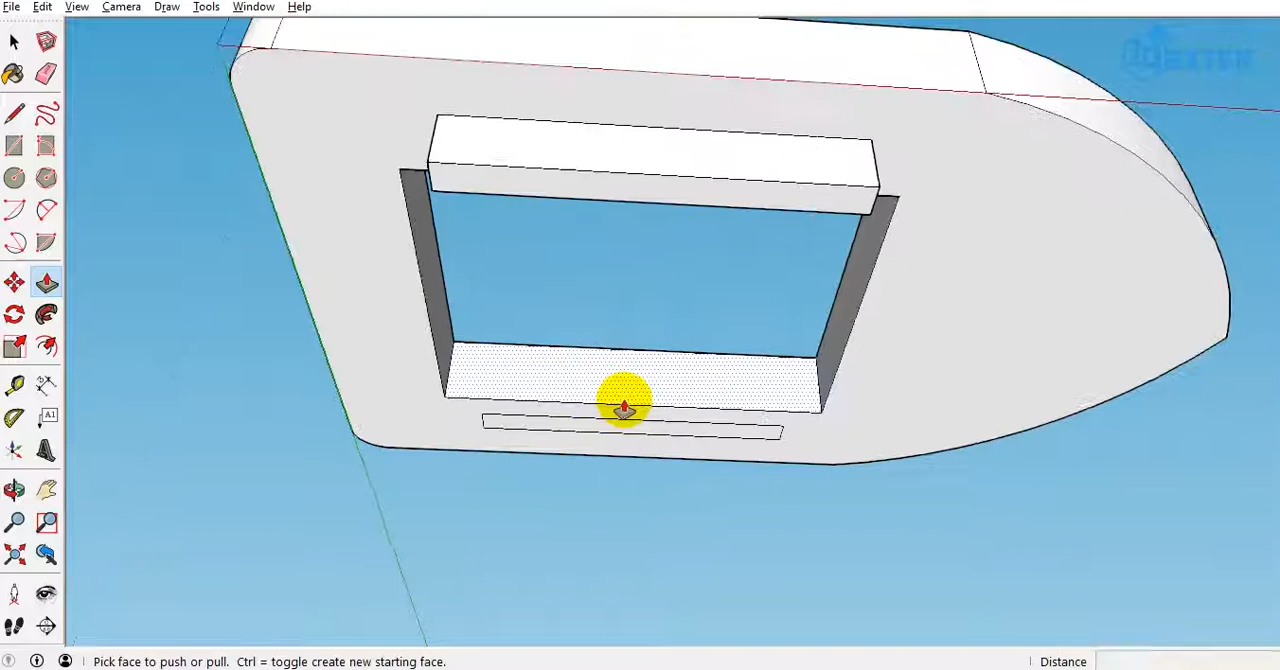 File Edit View Camera Draw Tools Window Help
A1
Pick face to push or pull. Ctrl = toggle create new starting face.
Distance